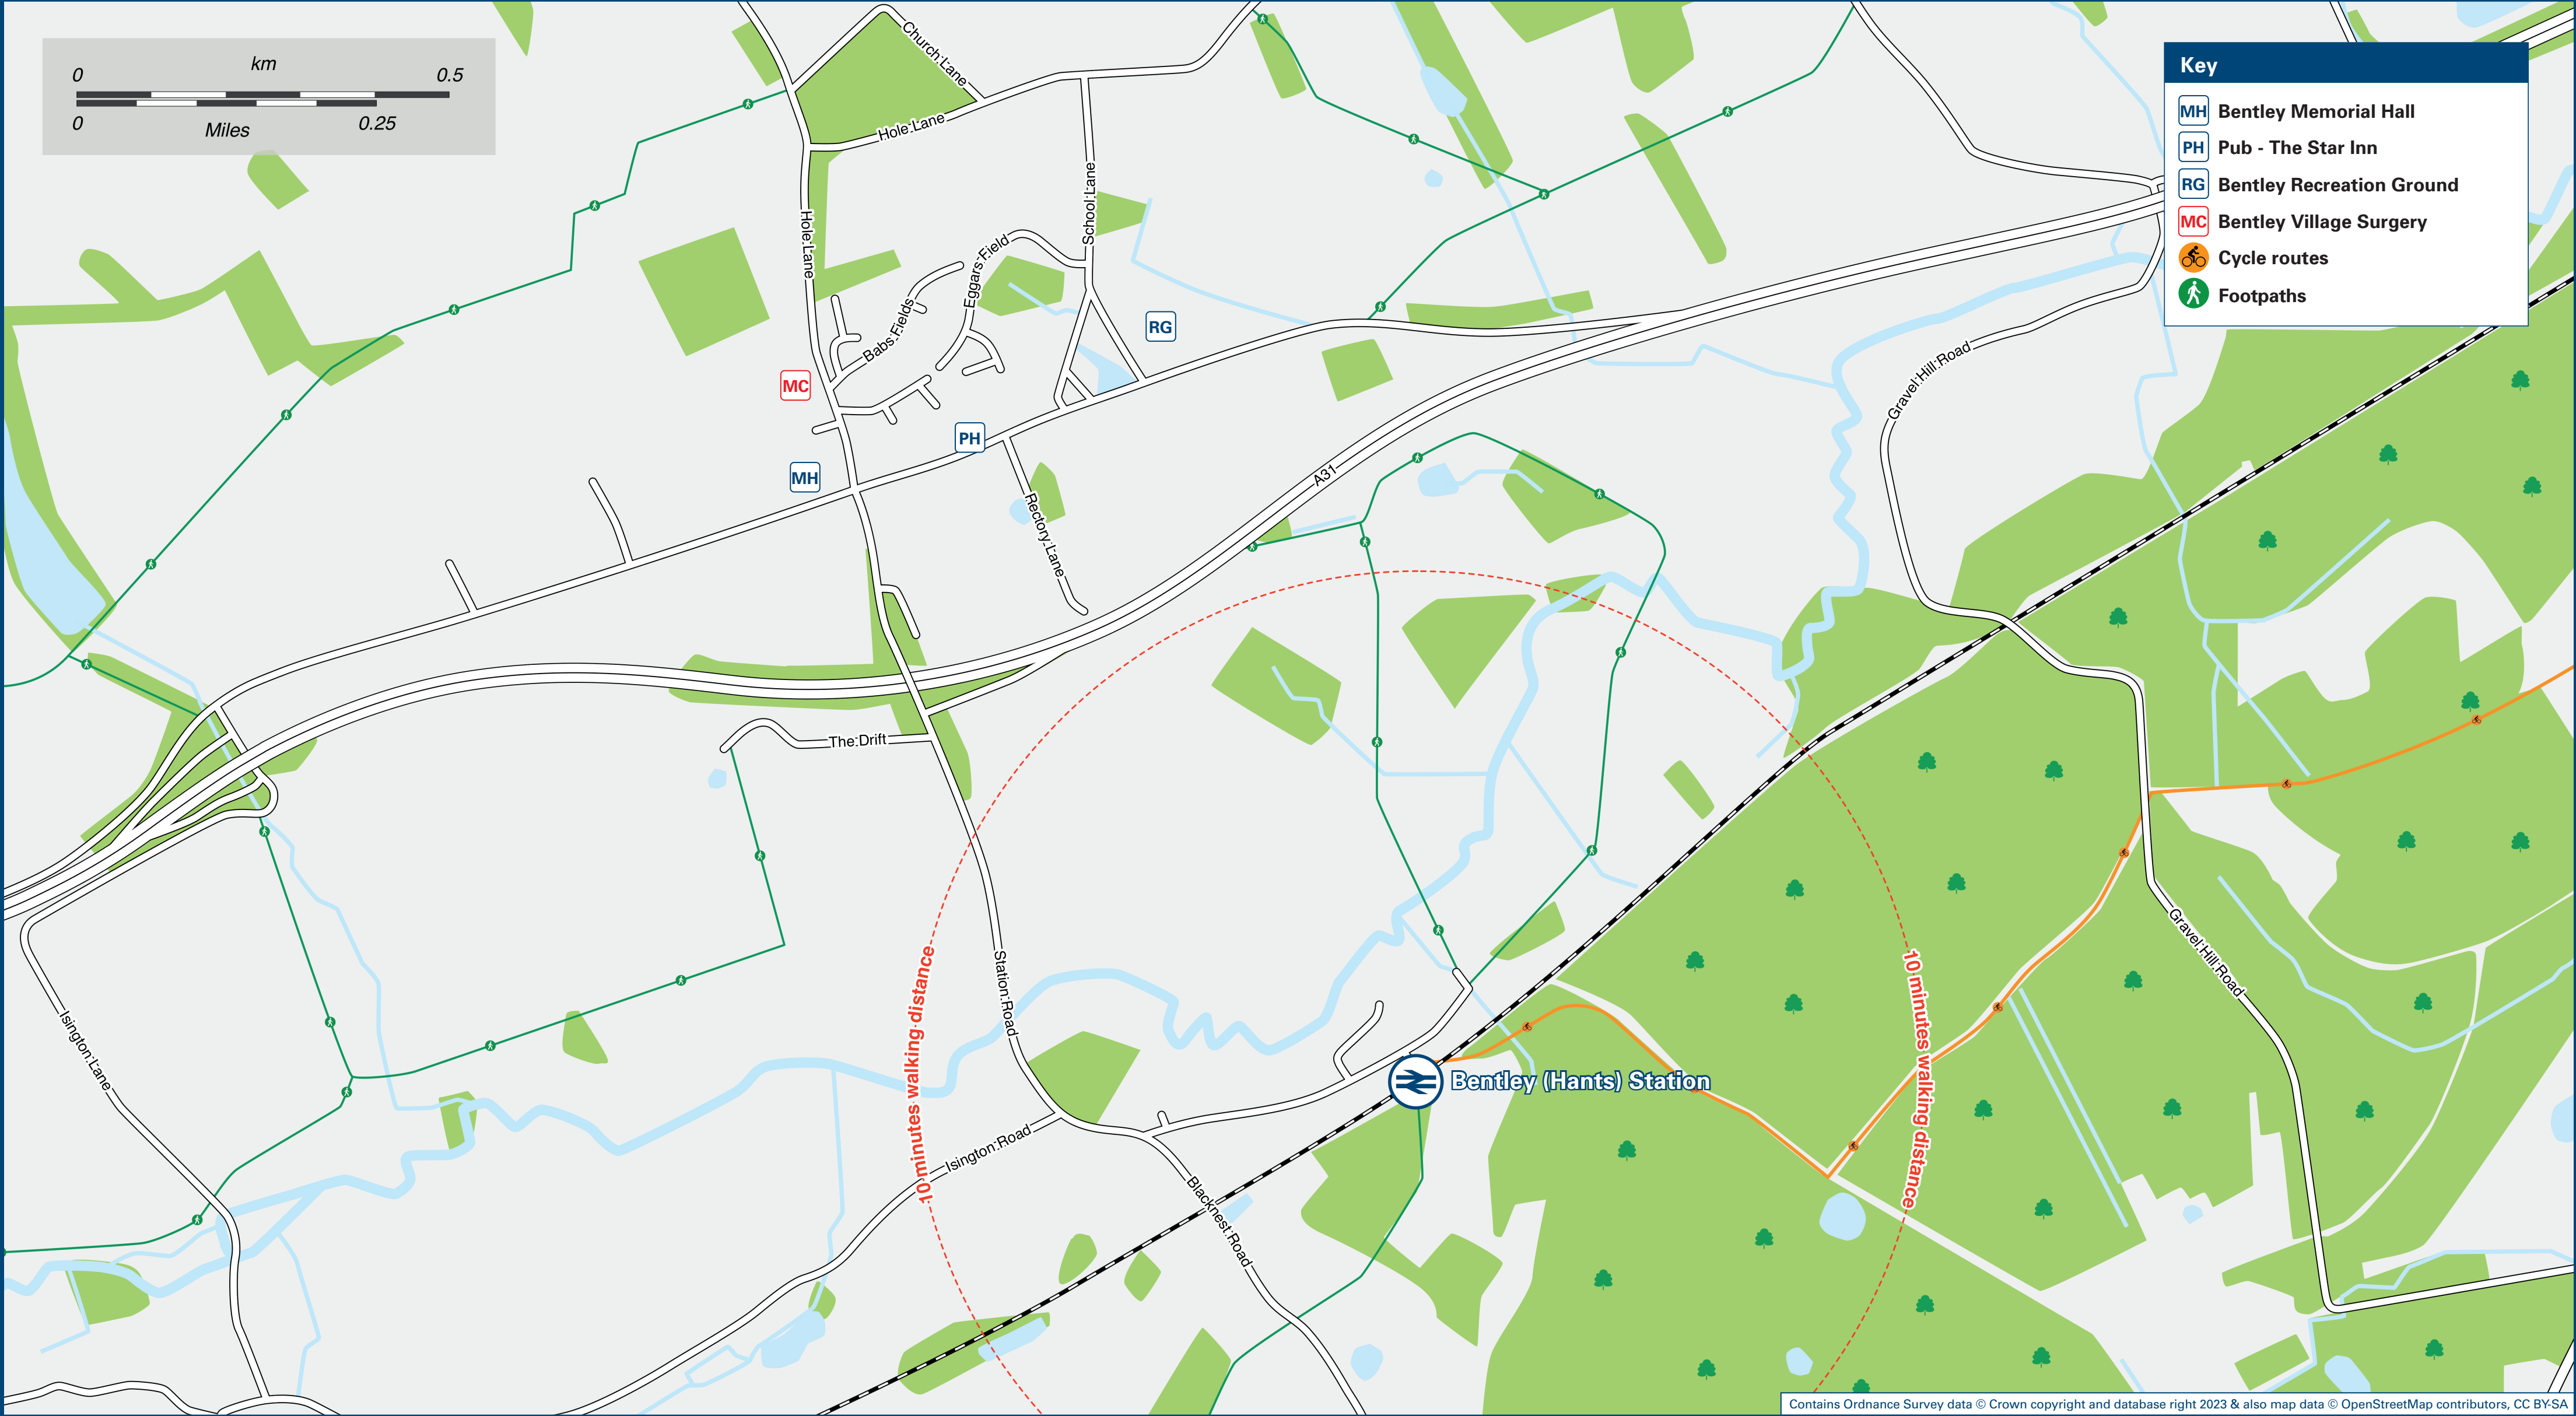 km
0 0.5
0 Miles 0.25
Key
MH Bentley Memorial Hall
PH Pub - The Star Inn
RG Bentley Recreation Ground
MC Bentley Village Surgery
Cycle routes
Footpaths
Church Lane
Hole Lane
School Lane
Hole Lane
Eggars Field
Babs Fields
RG
MC
PH
MH
Gravel Hill Road
A31
Rectory Lane
The Drift
Station Road
10 minutes walking distance
10 minutes walking distance
Gravel Hill Road
Isington Lane
Bentley (Hants) Station
Isington Road
Blacknest Road
Contains Ordnance Survey data © Crown copyright and database right 2023 & also map data © OpenStreetMap contributors, CC BY-SA